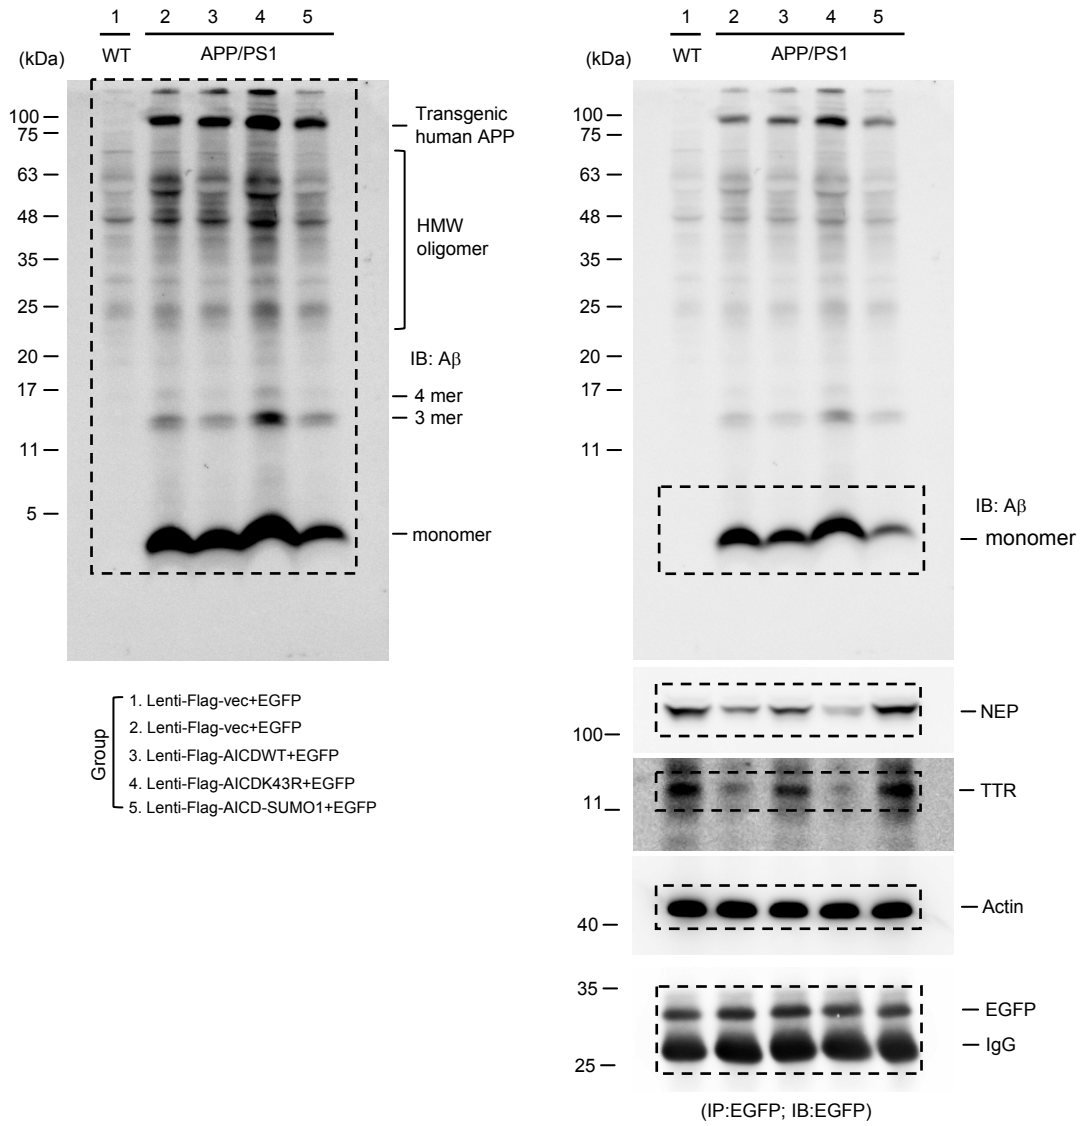 1 2 3 4 5
(kDa) WT APP/PS1
100
75
63
48
35
25
20
17
11
5
Transgenic
human APP
HMW
oligomer
IB: Aβ
4 mer
3 mer
monomer
Group
1. Lenti-Flag-vec+EGFP
2. Lenti-Flag-vec+EGFP
3. Lenti-Flag-AICDWT+EGFP
4. Lenti-Flag-AICDK43R+EGFP
5. Lenti-Flag-AICD-SUMO1+EGFP
1 2 3 4 5
(kDa) WT APP/PS1
100
75
63
48
35
25
20
17
11
5
IB: Aβ
monomer
NEP
100
TTR
11
Actin
40
35
EGFP
IgG
25
(IP:EGFP; IB:EGFP)